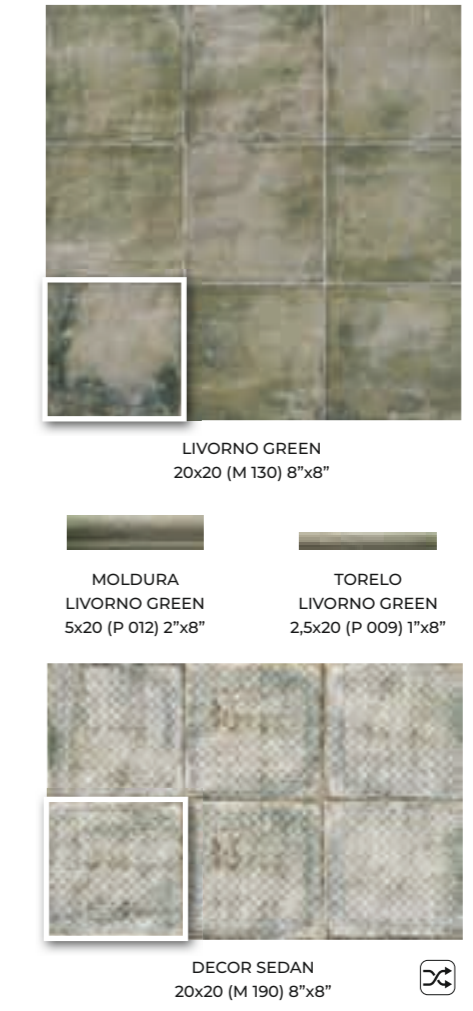 LIVORNO GREEN
20x20 (M 130) 8”x8”
MOLDURA
LIVORNO GREEN
5x20 (P 012) 2”x8”
TORELO
LIVORNO GREEN
2,5x20 (P 009) 1”x8”
DECOR SEDAN
20x20 (M 190) 8”x8”